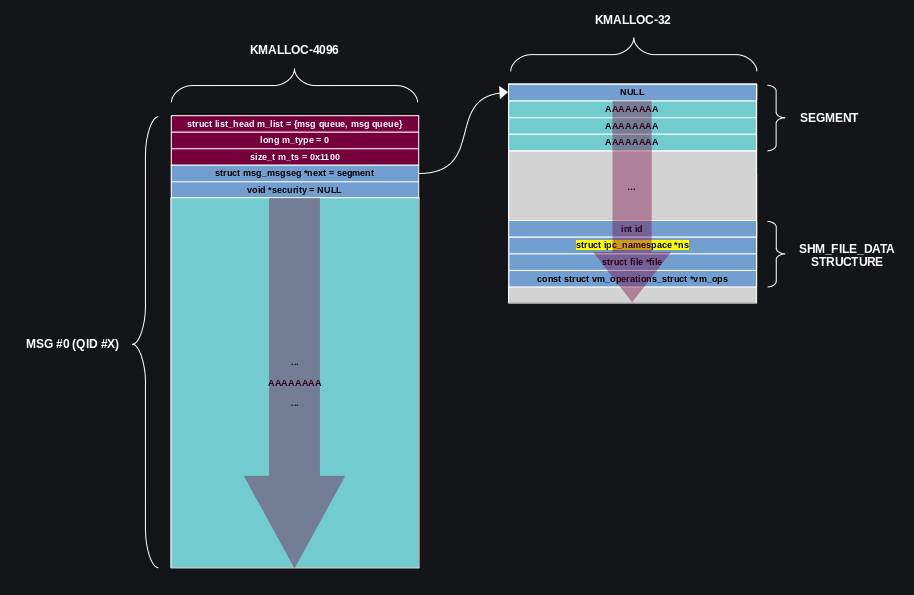 KMALLOC-4096
struct list_head m_list = {msg queue, msg queue}
long m_type = 0
size_t m_ts = 0x1100
struct msg_msgseg *next = segment
void *security = NULL
...
AAAAAAAA
...
MSG #0 (QID #X)
KMALLOC-32
NULL
AAAAAAAA
AAAAAAAA
AAAAAAAA
...
int id
struct ipc_namespace *ns
struct file *file
const struct vm_operations_struct *vm_ops
SEGMENT
SHM_FILE_DATA
STRUCTURE